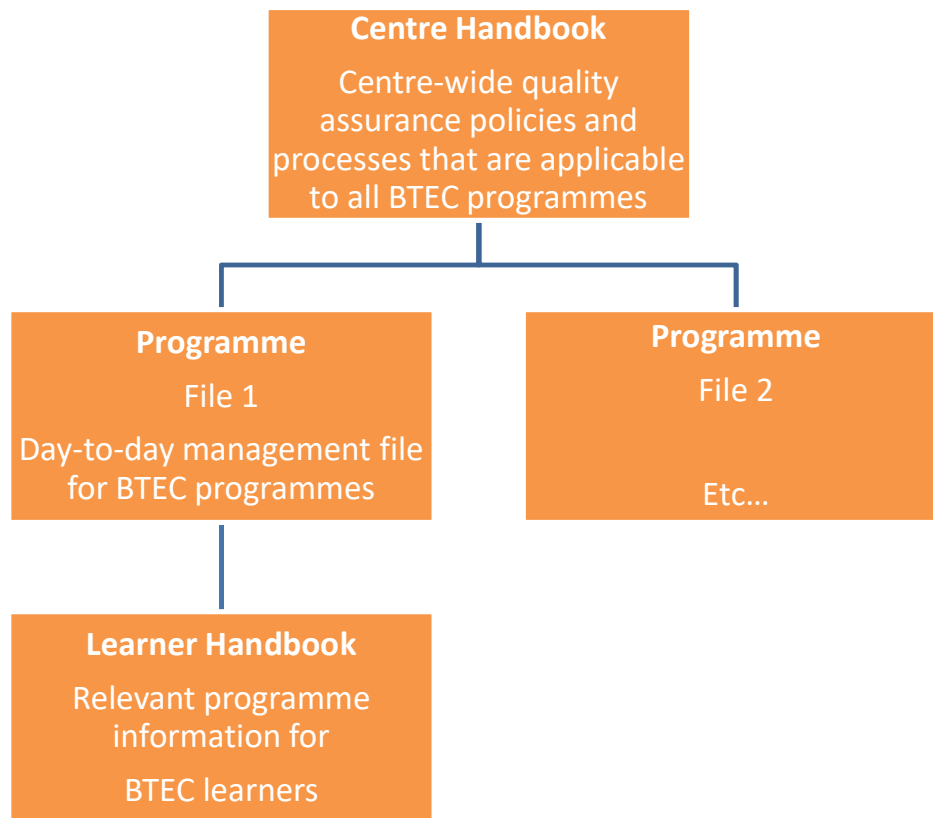 Centre Handbook
Centre-wide quality
assurance policies and
processes that are applicable
to all BTEC programmes
Programme
File 1
Day-to-day management file
for BTEC programmes
Programme
File 2
Etc...
Learner Handbook
Relevant programme
information for
BTEC learners